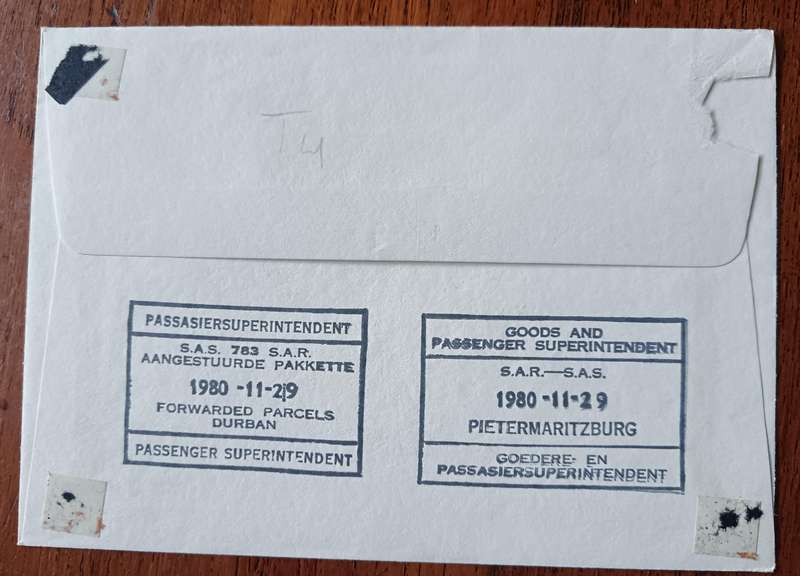 T4
PASSASIERSUPERINTENDENT
S.A.S. 783 S.A.R.
AANGESTUURDE PAKKETTE
1980 -11-29
FORWARDED PARCELS
DURBAN
PASSENGER SUPERINTENDENT
GOODS AND
PASSENGER SUPERINTENDENT
S.A.R.—S.A.S.
1980 -11-29
PIETERMARITZBURG
GOEDERE- EN
PASSASIERSUPERINTENDENT